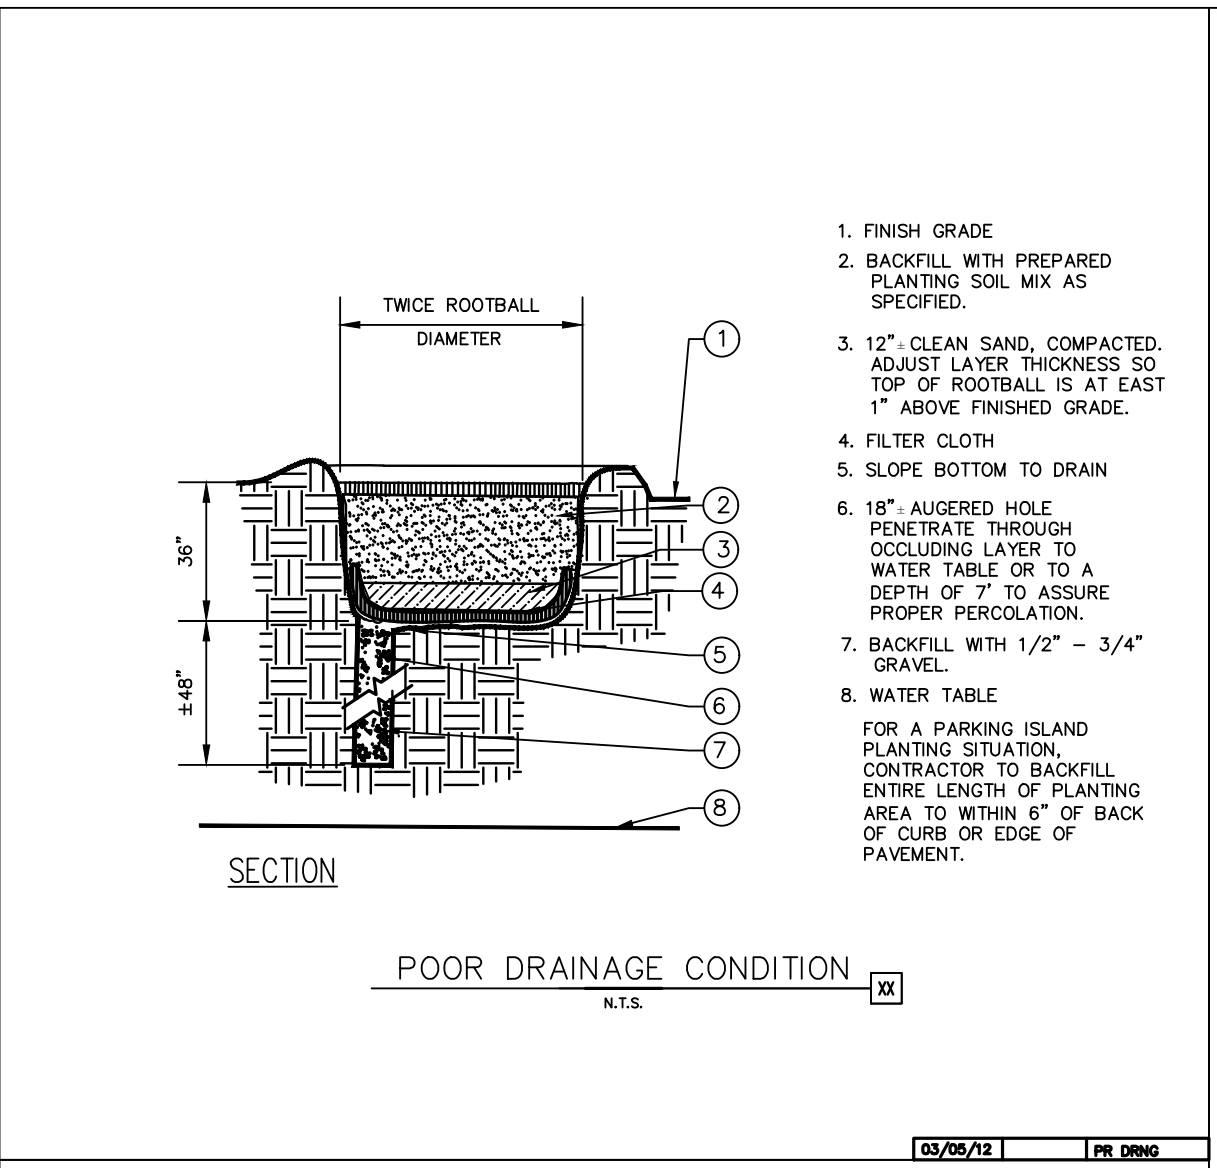 TWICE ROOTBALL
DIAMETER
36"
±48"
1
2
3
4
5
6
7
8
SECTION
1. FINISH GRADE
2. BACKFILL WITH PREPARED
PLANTING SOIL MIX AS
SPECIFIED.
3. 12"± CLEAN SAND, COMPACTED.
ADJUST LAYER THICKNESS SO
TOP OF ROOTBALL IS AT EAST
1" ABOVE FINISHED GRADE.
4. FILTER CLOTH
5. SLOPE BOTTOM TO DRAIN
6. 18"± AUGERED HOLE
PENETRATE THROUGH
OCCLUDING LAYER TO
WATER TABLE OR TO A
DEPTH OF 7' TO ASSURE
PROPER PERCOLATION.
7. BACKFILL WITH 1/2" – 3/4"
GRAVEL.
8. WATER TABLE
FOR A PARKING ISLAND
PLANTING SITUATION,
CONTRACTOR TO BACKFILL
ENTIRE LENGTH OF PLANTING
AREA TO WITHIN 6" OF BACK
OF CURB OR EDGE OF
PAVEMENT.
POOR DRAINAGE CONDITION
XX
N.T.S.
03/05/12 PR DRNG